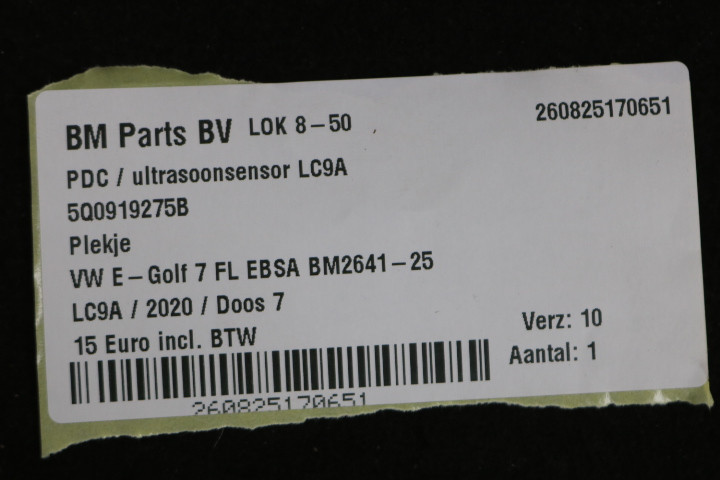 BM Parts BV LOK 8-50 260825170651
PDC / ultrasoonsensor LC9A
5Q0919275B
Plekje
VW E-Golf 7 FL EBSA BM2641-25
LC9A / 2020 / Doos 7
15 Euro incl. BTW Verz: 10
Aantal: 1
260825170651